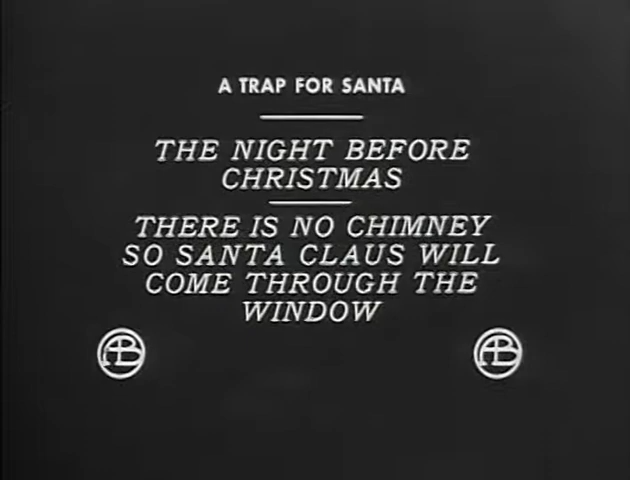 A TRAP FOR SANTA
THE NIGHT BEFORE
CHRISTMAS
THERE IS NO CHIMNEY
SO SANTA CLAUS WILL
COME THROUGH THE
WINDOW
AB AB